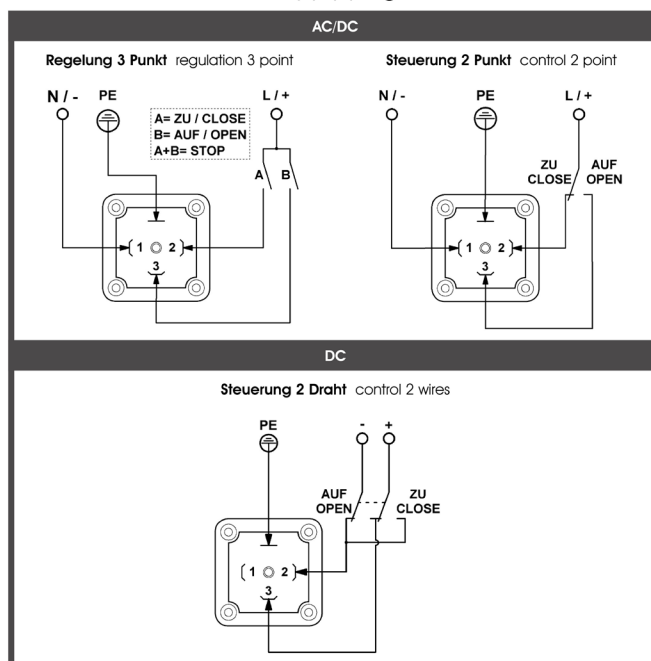 AC/DC
Regelung 3 Punkt regulation 3 point
N / -
PE
L / +
A= ZU / CLOSE
B= AUF / OPEN
A+B= STOP
A
B
1
2
3
Steuerung 2 Punkt control 2 point
N / -
PE
L / +
ZU
CLOSE
AUF
OPEN
1
2
3
DC
Steuerung 2 Draht control 2 wires
PE
-
+
AUF
OPEN
ZU
CLOSE
1
2
3